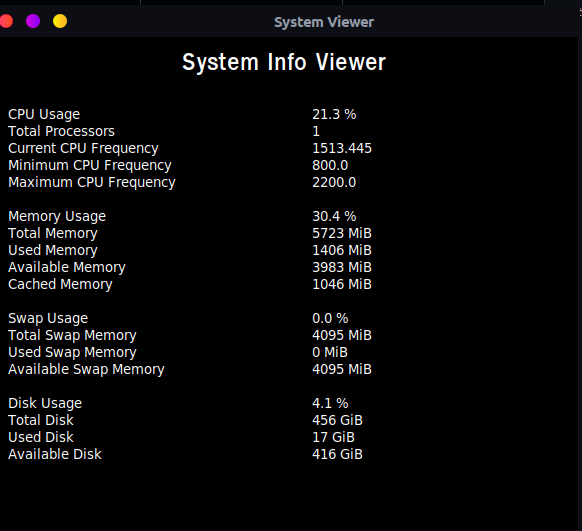 System Viewer
System Info Viewer
CPU Usage 21.3 %
Total Processors 1
Current CPU Frequency 1513.445
Minimum CPU Frequency 800.0
Maximum CPU Frequency 2200.0
Memory Usage 30.4 %
Total Memory 5723 MiB
Used Memory 1406 MiB
Available Memory 3983 MiB
Cached Memory 1046 MiB
Swap Usage 0.0 %
Total Swap Memory 4095 MiB
Used Swap Memory 0 MiB
Available Swap Memory 4095 MiB
Disk Usage 4.1 %
Total Disk 456 GiB
Used Disk 17 GiB
Available Disk 416 GiB